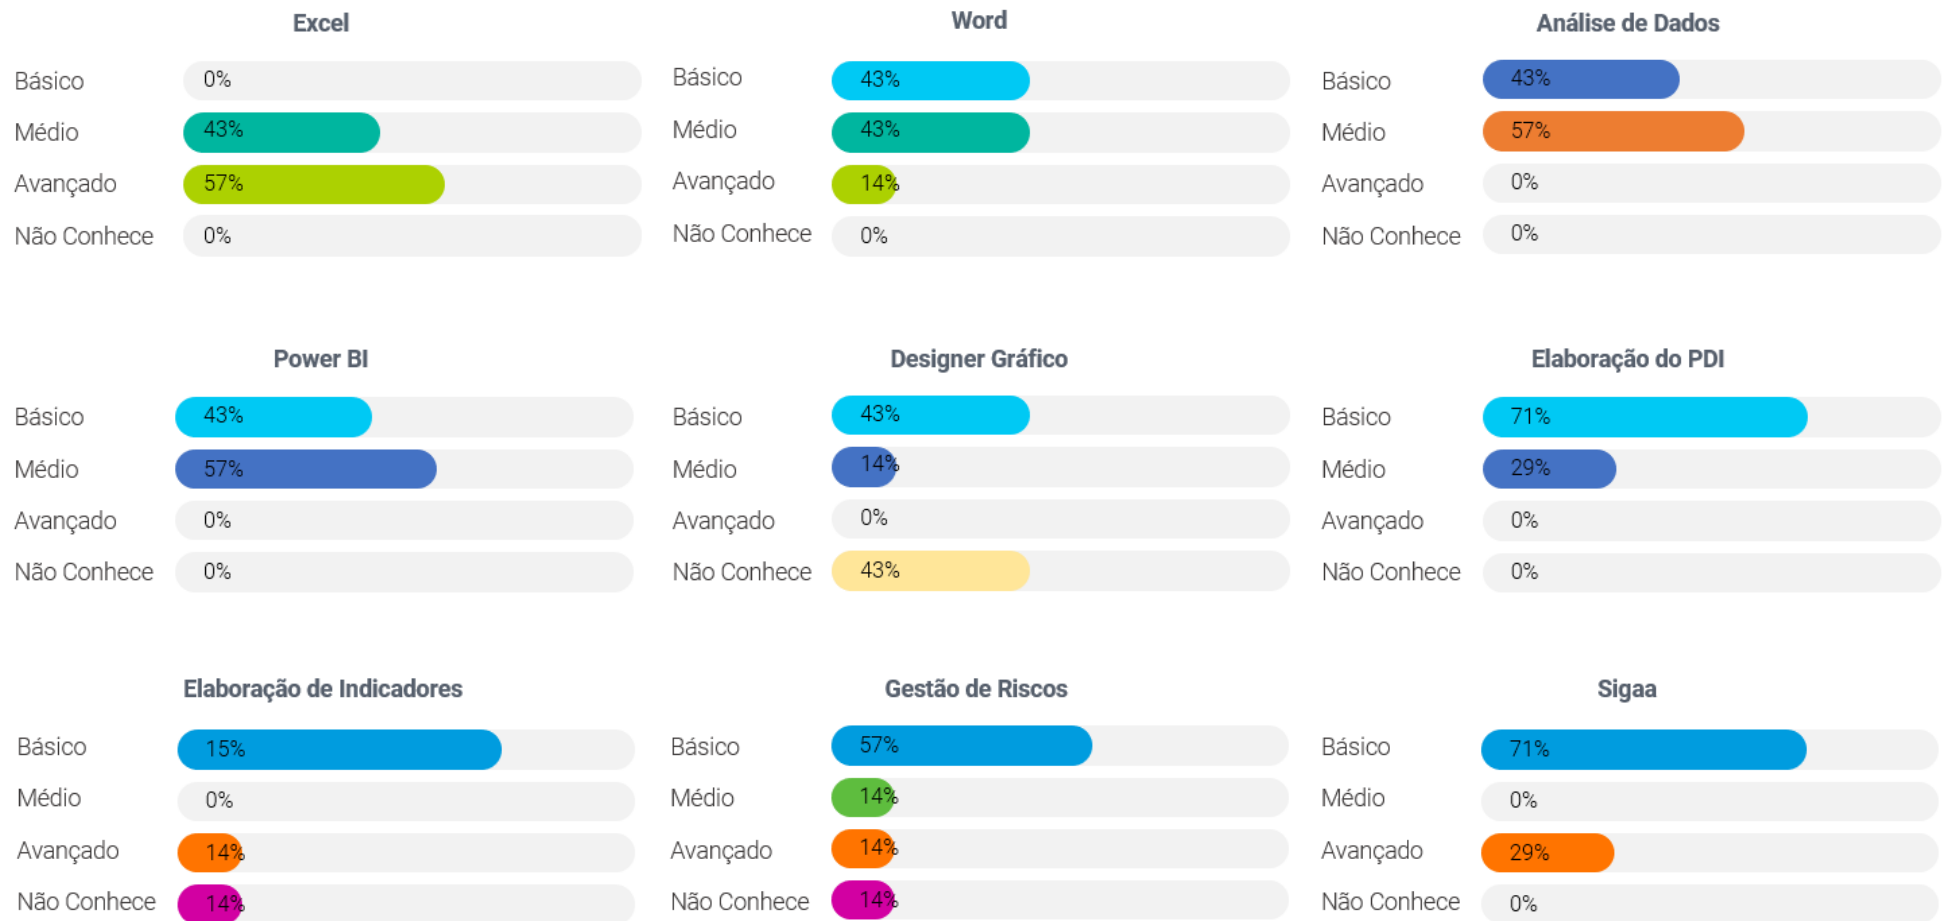 Excel
Básico 0%
Médio 43%
Avançado 57%
Não Conhece 0%
Word
Básico 43%
Médio 43%
Avançado 14%
Não Conhece 0%
Análise de Dados
Básico 43%
Médio 57%
Avançado 0%
Não Conhece 0%
Power BI
Básico 43%
Médio 57%
Avançado 0%
Não Conhece 0%
Designer Gráfico
Básico 43%
Médio 14%
Avançado 0%
Não Conhece 43%
Elaboração do PDI
Básico 71%
Médio 29%
Avançado 0%
Não Conhece 0%
Elaboração de Indicadores
Básico 15%
Médio 0%
Avançado 14%
Não Conhece 14%
Gestão de Riscos
Básico 57%
Médio 14%
Avançado 14%
Não Conhece 14%
Sigaa
Básico 71%
Médio 0%
Avançado 29%
Não Conhece 0%